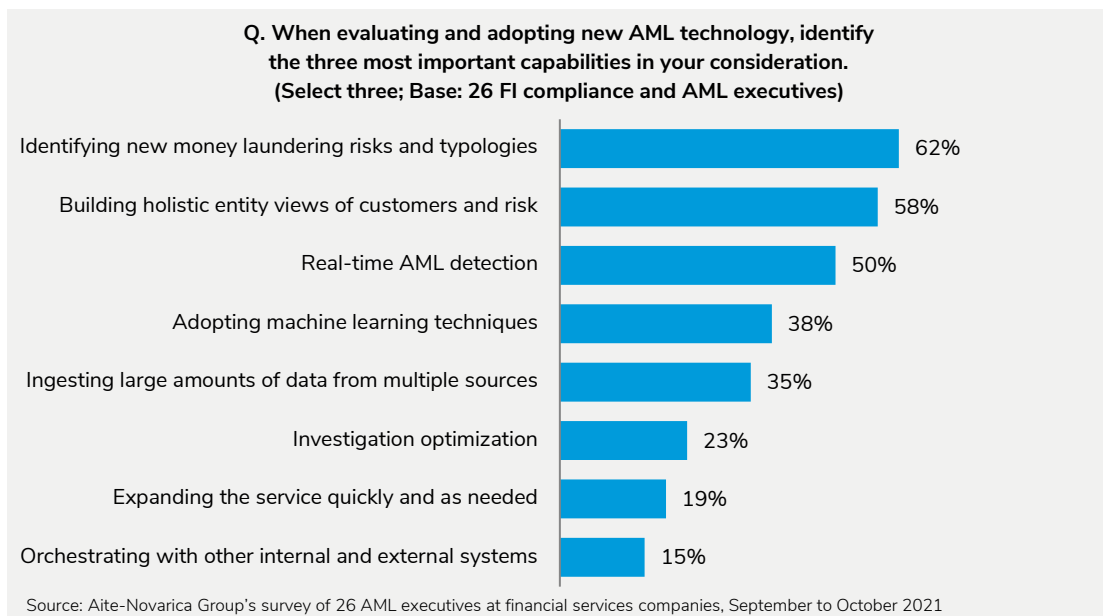 Q. When evaluating and adopting new AML technology, identify
the three most important capabilities in your consideration.
(Select three; Base: 26 FI compliance and AML executives)
Identifying new money laundering risks and typologies 62%
Building holistic entity views of customers and risk 58%
Real-time AML detection 50%
Adopting machine learning techniques 38%
Ingesting large amounts of data from multiple sources 35%
Investigation optimization 23%
Expanding the service quickly and as needed 19%
Orchestrating with other internal and external systems 15%
Source: Aite-Novarica Group’s survey of 26 AML executives at financial services companies, September to October 2021